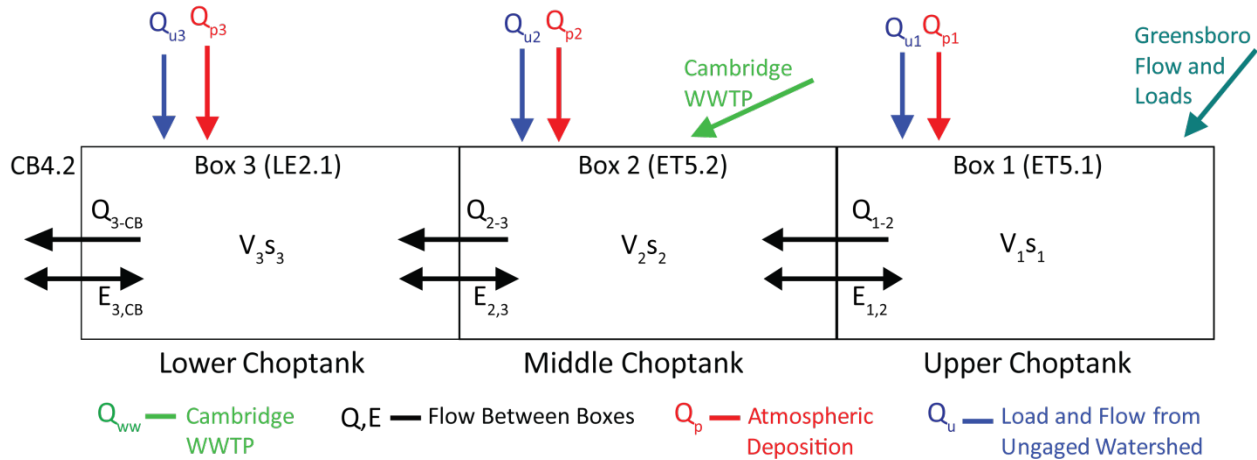 Qu3 Qp3
Qu2 Qp2
Cambridge
WWTP
Qu1 Qp1
Greensboro
Flow and
Loads
CB4.2
Box 3 (LE2.1)
Box 2 (ET5.2)
Box 1 (ET5.1)
Q3-CB
V3s3
Q2-3
V2s2
Q1-2
V1s1
E3,CB
E2,3
E1,2
Lower Choptank
Middle Choptank
Upper Choptank
Qww
Cambridge
WWTP
Q,E
Flow Between Boxes
Qp
Atmospheric
Deposition
Qu
Load and Flow from
Ungaged Watershed